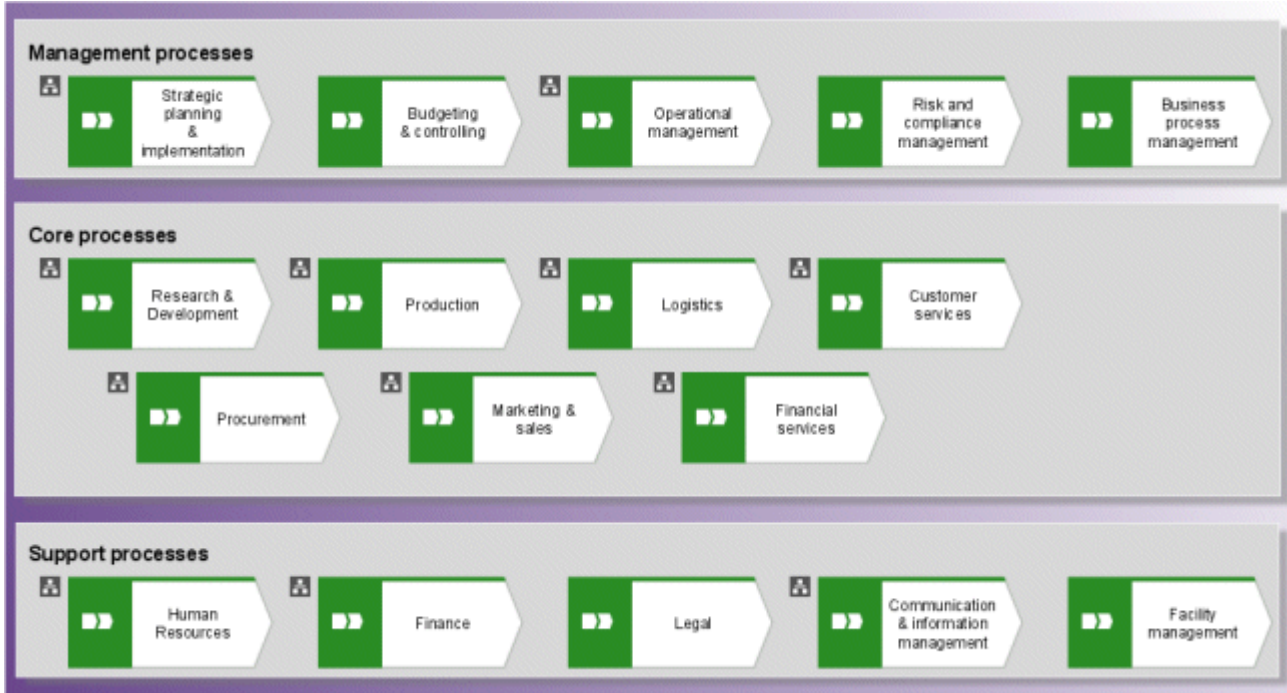 Management processes
Strategic
planning
&
implementation
Budgeting
& controlling
Operational
management
Risk and
compliance
management
Business
process
management
Core processes
Research &
Development
Production
Logistics
Customer
services
Procurement
Marketing &
sales
Financial
services
Support processes
Human
Resources
Finance
Legal
Communication
& information
management
Facility
management